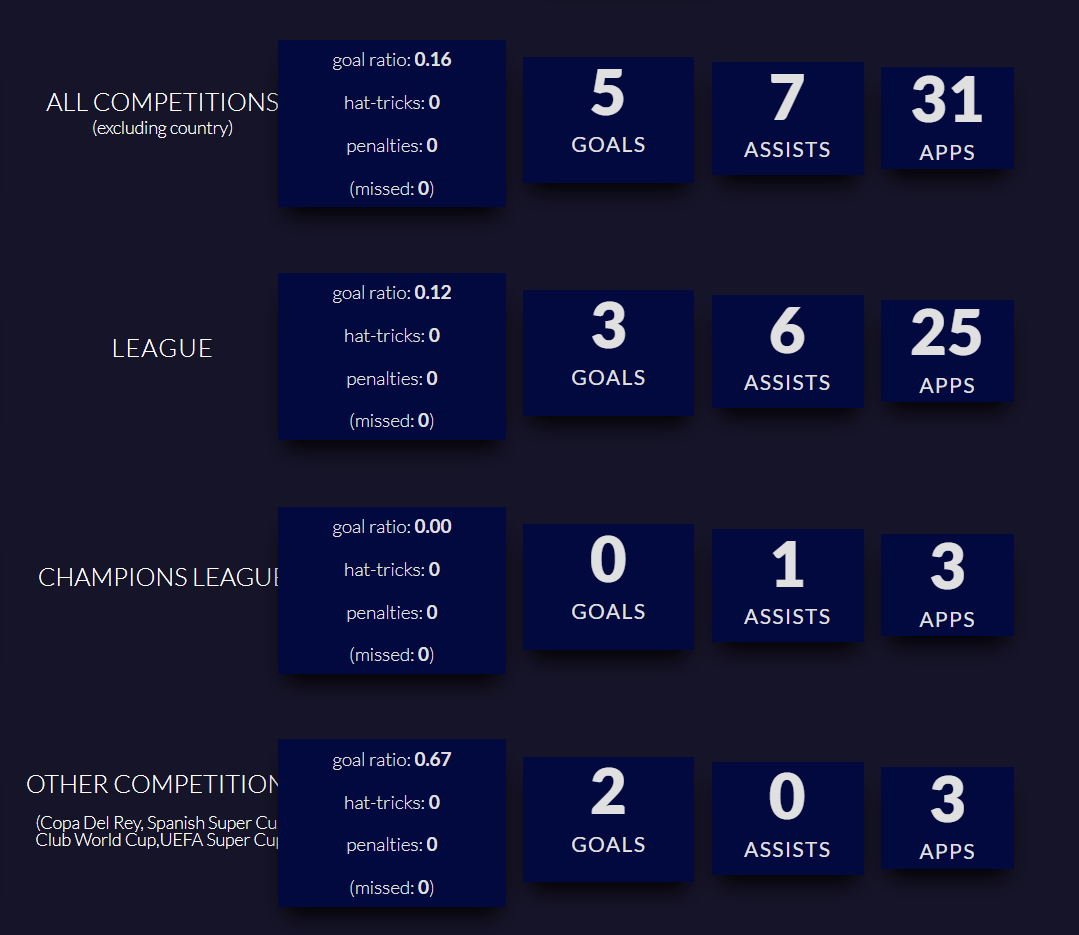 ALL COMPETITIONS
(excluding country)
goal ratio: 0.16
hat-tricks: 0
penalties: 0
(missed: 0)
5
GOALS
7
ASSISTS
31
APPS
LEAGUE
goal ratio: 0.12
hat-tricks: 0
penalties: 0
(missed: 0)
3
GOALS
6
ASSISTS
25
APPS
CHAMPIONS LEAGUE
goal ratio: 0.00
hat-tricks: 0
penalties: 0
(missed: 0)
0
GOALS
1
ASSISTS
3
APPS
OTHER COMPETITION
(Copa Del Rey, Spanish Super Cu
Club World Cup,UEFA Super Cup
goal ratio: 0.67
hat-tricks: 0
penalties: 0
(missed: 0)
2
GOALS
0
ASSISTS
3
APPS